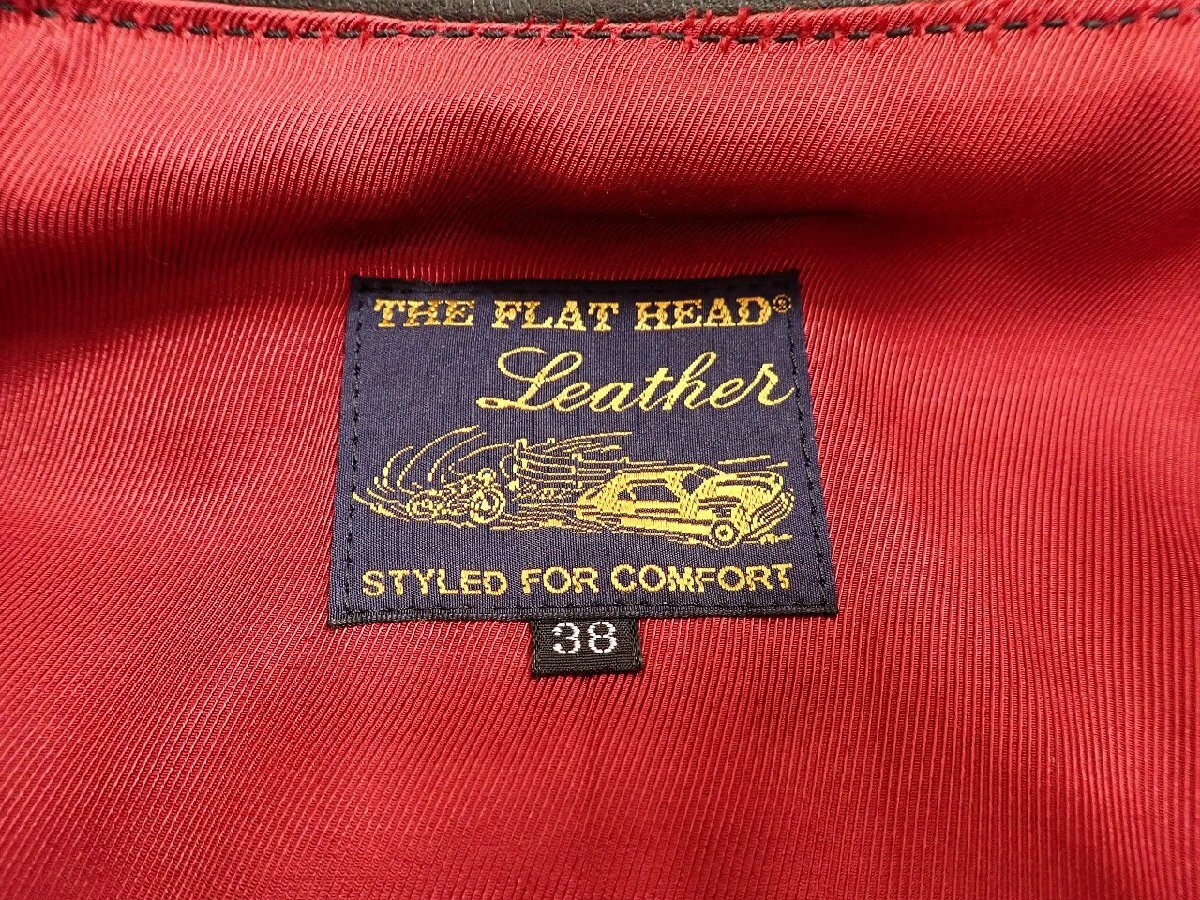 THE FLAT HEAD®
Leather
STYLED FOR COMFORT
38